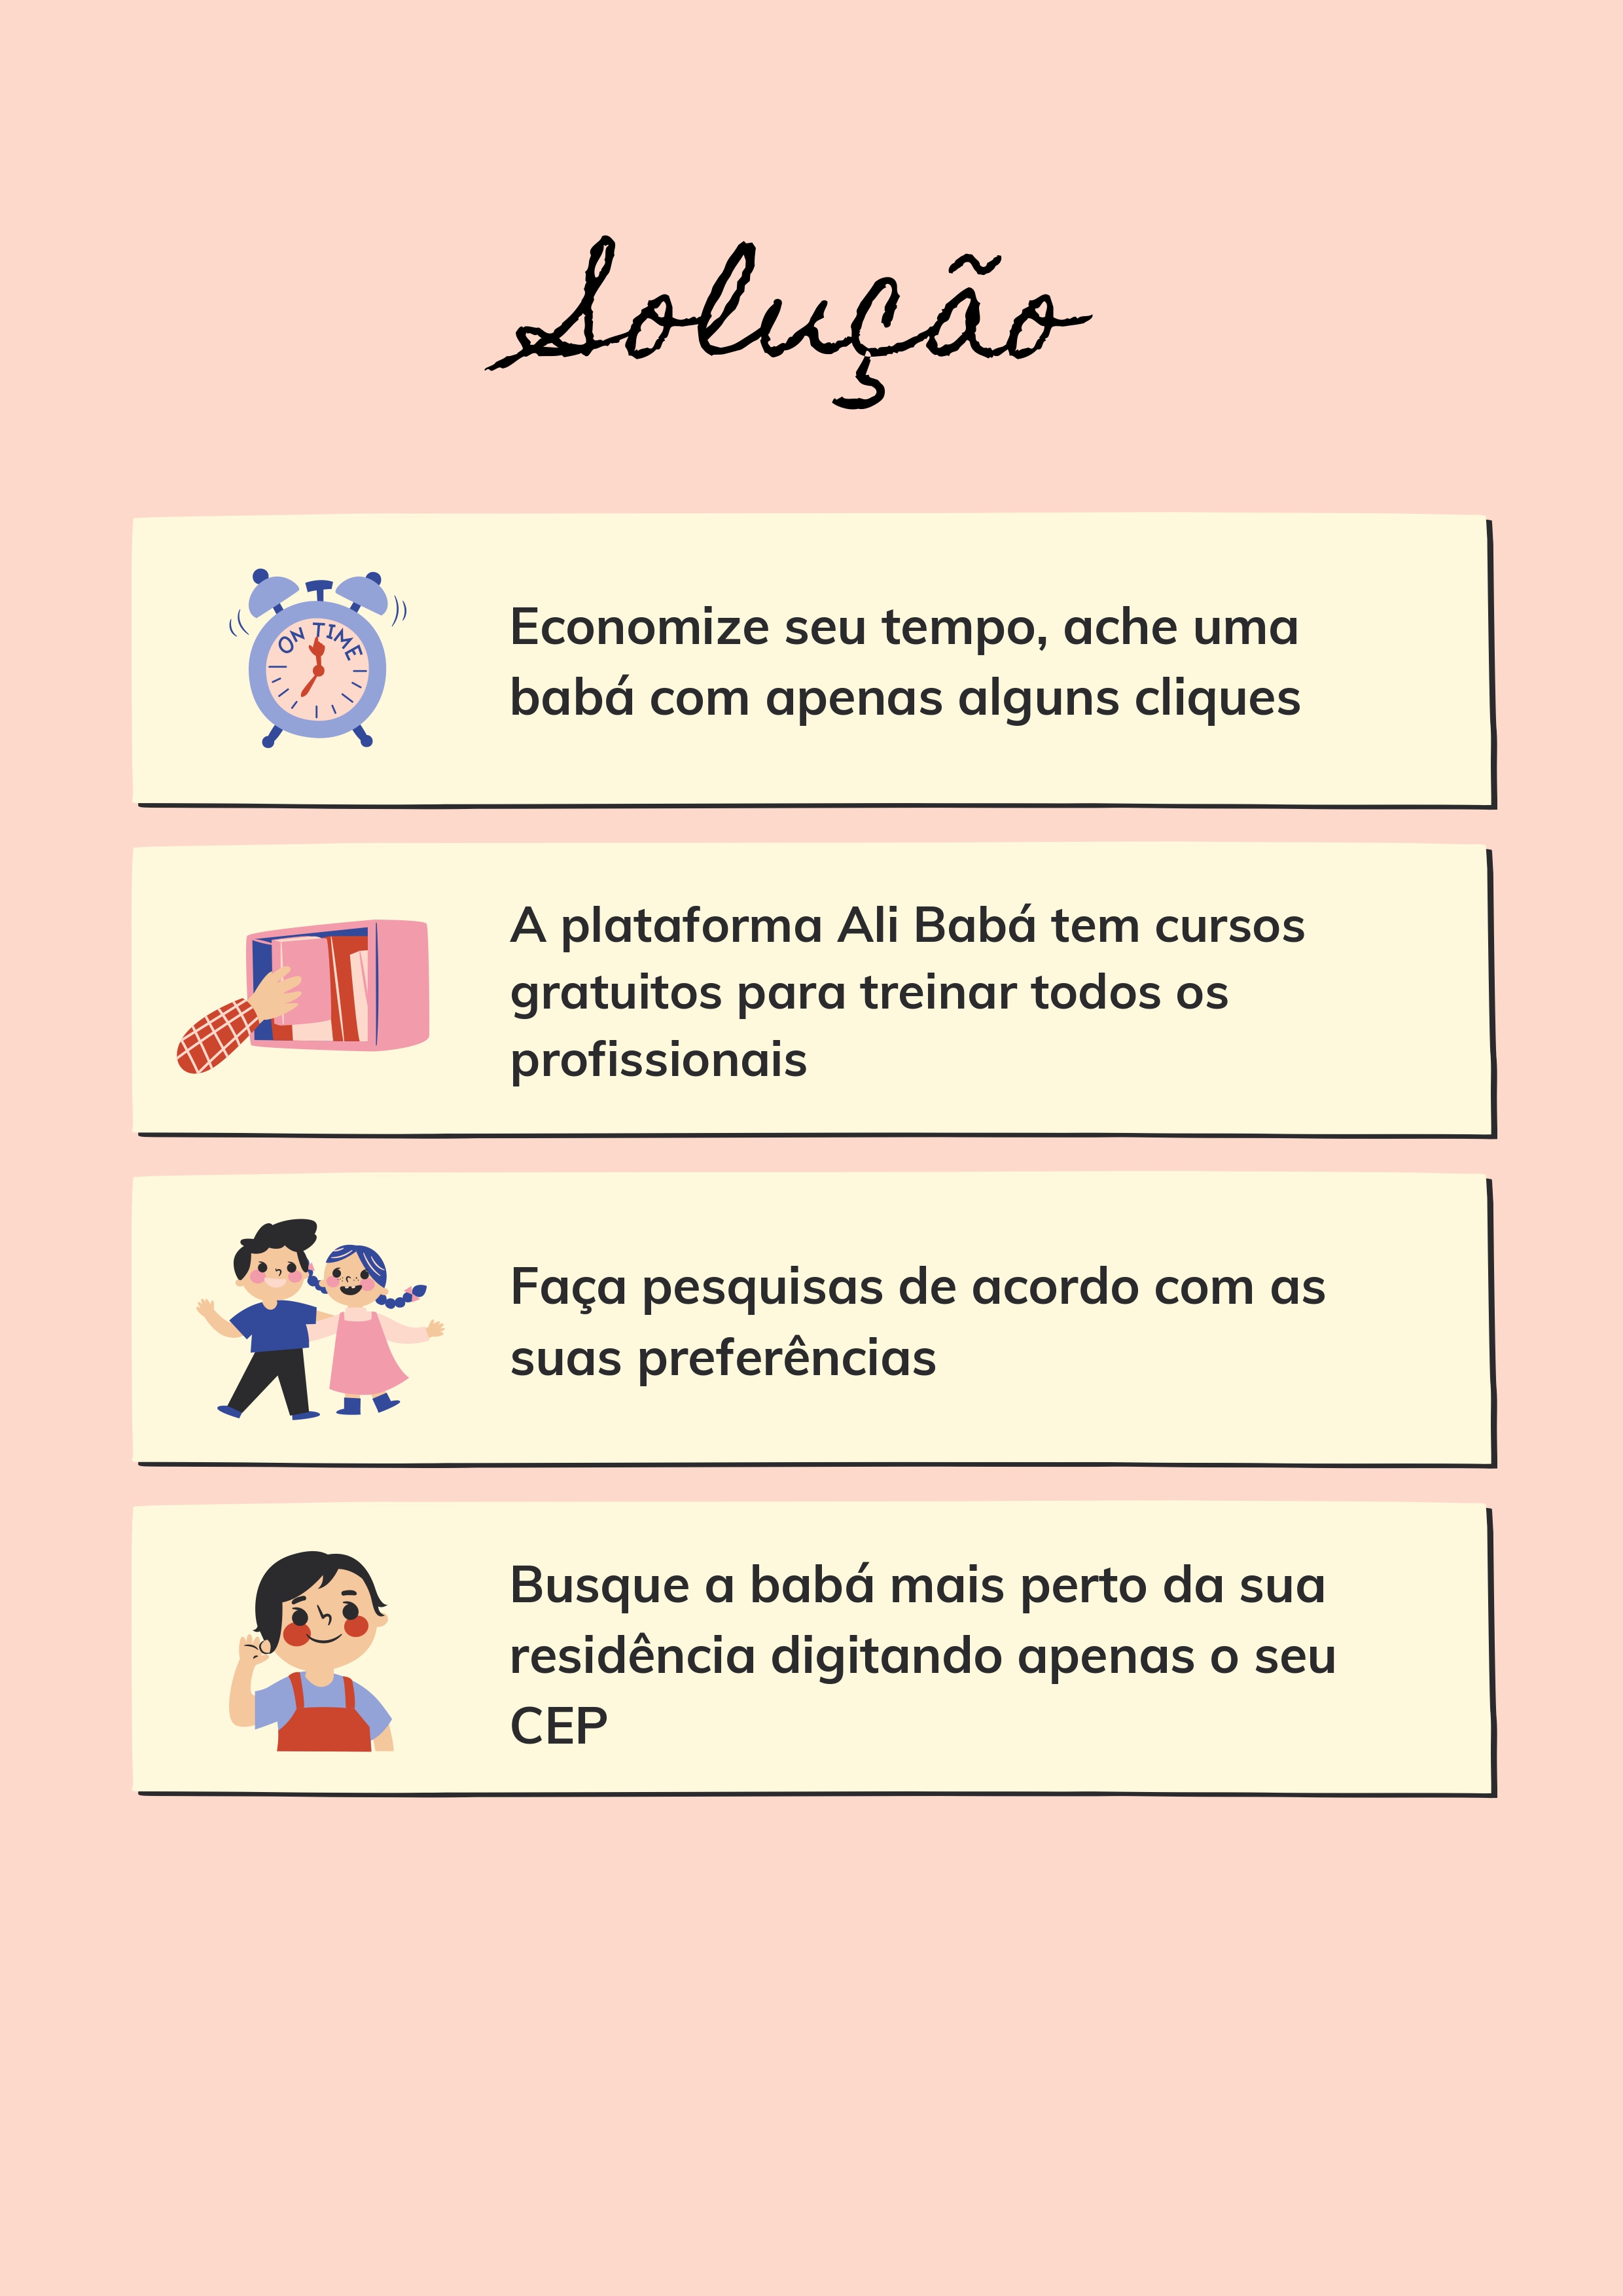 Solução
ON TIME
Economize seu tempo, ache uma
babá com apenas alguns cliques
A plataforma Ali Babá tem cursos
gratuitos para treinar todos os
profissionais
Faça pesquisas de acordo com as
suas preferências
Busque a babá mais perto da sua
residência digitando apenas o seu
CEP